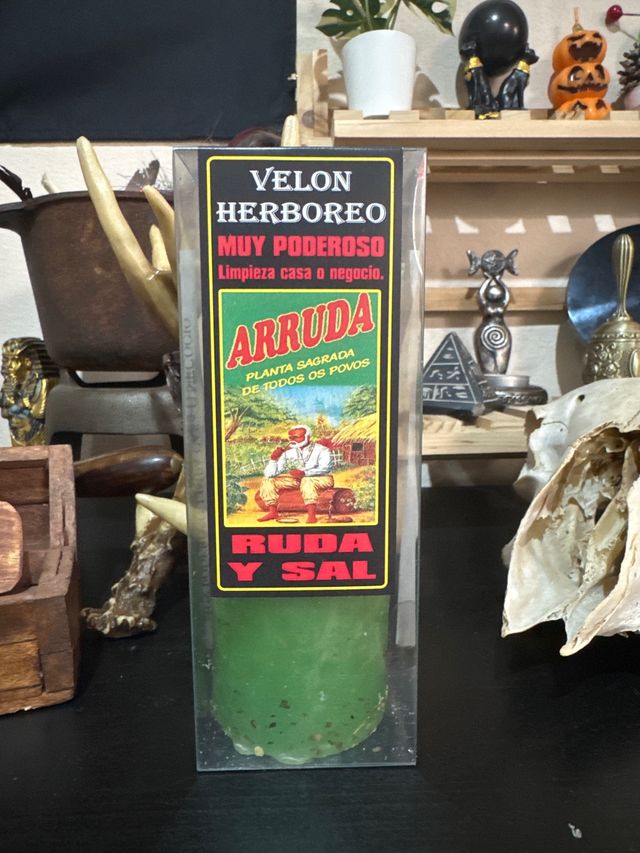 VELON
HERBOREO
MUY PODEROSO
Limpieza casa o negocio.
ARRUDA
PLANTA SAGRADA
DE TODOS OS POVOS
RUDA
Y SAL